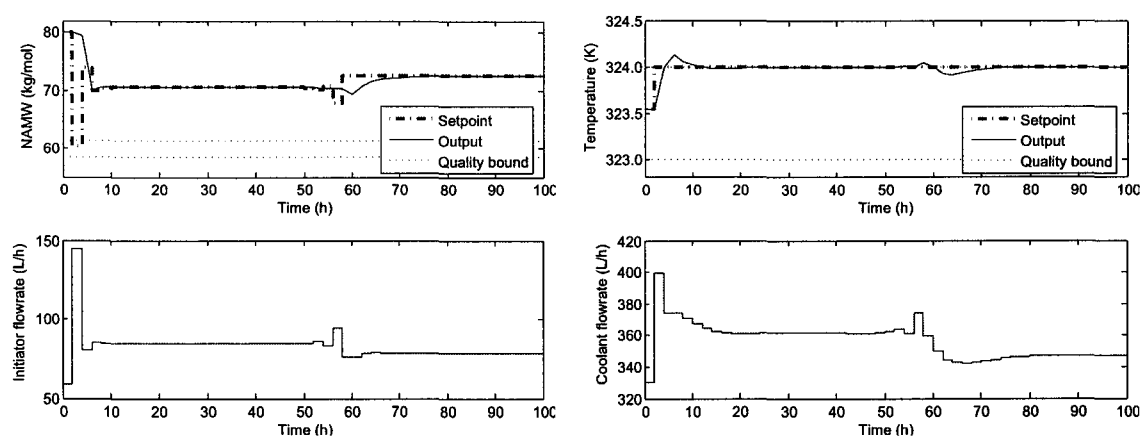 80
70
60
NAMW (kg/mol)
Setpoint
Output
Quality bound
0 10 20 30 40 50 60 70 80 90 100
Time (h)
324.5
324.0
323.5
323.0
Temperature (K)
Setpoint
Output
Quality bound
0 10 20 30 40 50 60 70 80 90 100
Time (h)
150
100
50
Initiator flowrate (L/h)
0 10 20 30 40 50 60 70 80 90 100
Time (h)
420
400
380
360
340
320
Coolant flowrate (L/h)
0 10 20 30 40 50 60 70 80 90 100
Time (h)